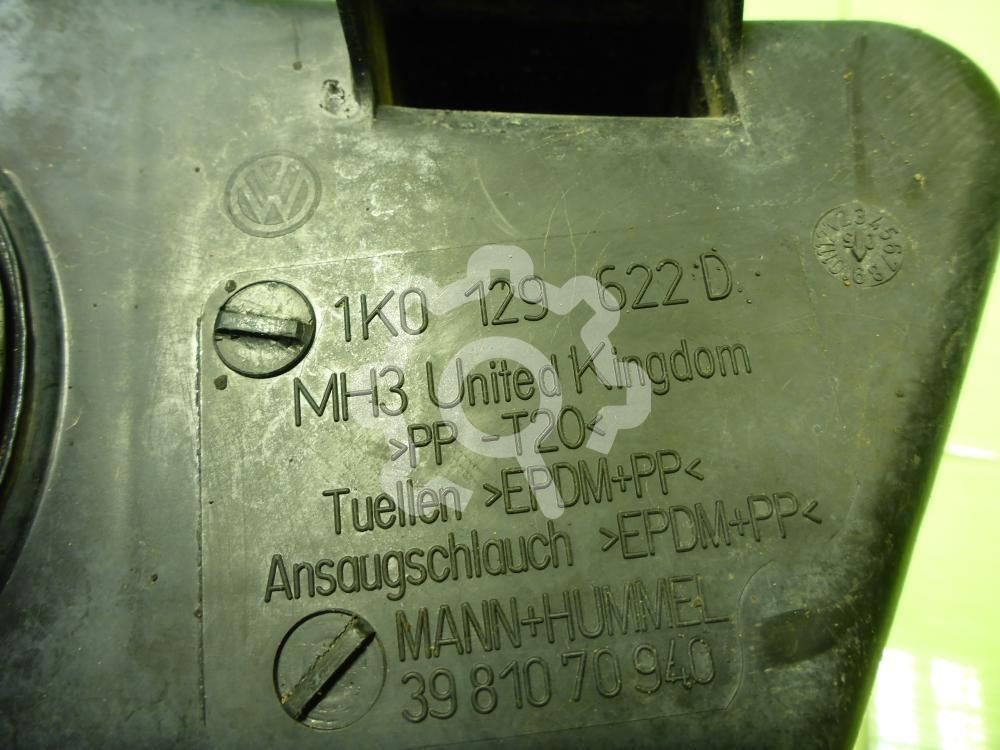 VW
1K0 129 622 D
MH3 United Kingdom
>PP -T20<
Tuellen >EPDM+PP<
Ansaugschlauch >EPDM+PP<
MANN+HUMMEL
39 810 70 940